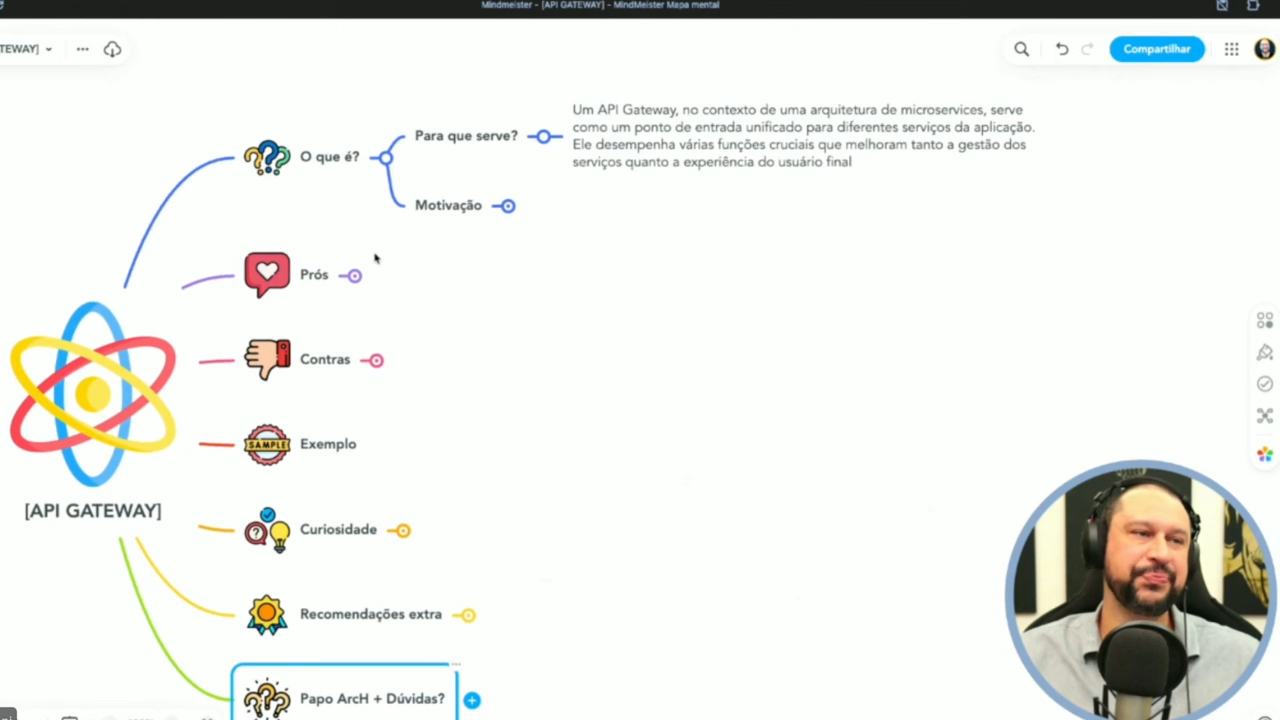 Mindmeister - [API GATEWAY] - MindMeister Mapa mental
TEWAY]
Compartilhar
Um API Gateway, no contexto de uma arquitetura de microservices, serve
como um ponto de entrada unificado para diferentes serviços da aplicação.
Ele desempenha várias funções cruciais que melhoram tanto a gestão dos
serviços quanto a experiência do usuário final
Para que serve?
O que é?
Motivação
Prós
Contras
SAMPLE
Exemplo
[API GATEWAY]
Curiosidade
Recomendações extra
Papo ArcH + Dúvidas?